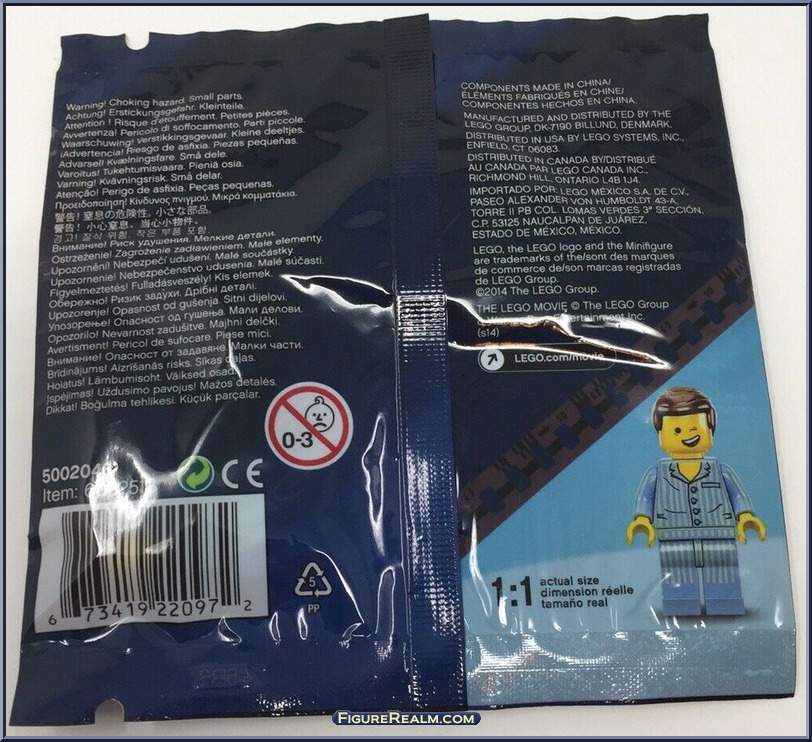 Warning! Choking hazard. Small parts.
Achtung! Erstickungsgefahr. Kleinteile.
Attention ! Risque d'étouffement. Petites pièces.
Avvertenza! Pericolo di soffocamento. Parti piccole.
Waarschuwing! Verstikkingsgevaar. Kleine deeltjes.
¡Advertencia! Riesgo de asfixia. Piezas pequeñas.
Advarsel! Kvælningsfare. Små dele.
Varoitus! Tukehtumisvaara. Pieniä osia.
Varning! Kvävningsrisk. Små delar.
Atenção! Perigo de asfixia. Peças pequenas.
Προειδοποίηση! Κίνδυνος πνιγμού. Μικρά κομματάκια.
警告! 窒息の危険性。小さな部品。
警告! 小心窒息。当心小物件。
경고! 질식 위험. 작은 부품 포함.
Внимание! Риск удушения. Мелкие детали.
Ostrzeżenie! Zagrożenie zadławieniem. Małe elementy.
Upozornění! Nebezpečí udušení. Malé součástky.
Upozornenie! Nebezpečenstvo udusenia. Malé súčasti.
Figyelmeztetés! Fulladásveszély! Kis elemek.
Обережно! Ризик задухи. Дрібні деталі.
Upozorenje! Opasnost od gušenja. Sitni dijelovi.
Упозорење! Опасност од гушења. Мали делови.
Opozorilo! Nevarnost zadušitve. Majhni delčki.
Avertisment! Pericol de sufocare. Piese mici.
Внимание! Опасност от задавяне. Малки части.
Brīdinājums! Aizrīšanās risks. Sīkas daļas.
Hoiatus! Lämbumisoht. Väiksed osad.
Įspėjimas! Uždusimo pavojus! Mažos detalės.
Dikkat! Boğulma tehlikesi. Küçük parçalar.
0-3
Item:
CE
6 73419 22097 2
5
PP
COMPONENTS MADE IN CHINA/
ÉLÉMENTS FABRIQUÉS EN CHINE/
COMPONENTES HECHOS EN CHINA.
MANUFACTURED AND DISTRIBUTED BY THE
LEGO GROUP, DK-7190 BILLUND, DENMARK.
DISTRIBUTED IN USA BY LEGO SYSTEMS, INC.,
ENFIELD, CT 06083.
DISTRIBUTED IN CANADA BY/DISTRIBUÉ
AU CANADA PAR LEGO CANADA INC.,
RICHMOND HILL, ONTARIO L4B 1J4.
IMPORTADO POR: LEGO MÉXICO S.A. DE C.V.,
PASEO ALEXANDER VON HUMBOLDT 43-A,
TORRE II PB COL. LOMAS VERDES 3ª SECCIÓN,
C.P. 53125 NAUCALPAN DE JUÁREZ,
ESTADO DE MÉXICO, MÉXICO.
LEGO, the LEGO logo and the Minifigure
are trademarks of the/sont des marques
de commerce de/son marcas registradas
de LEGO Group.
©2014 The LEGO Group.
THE LEGO MOVIE © The LEGO Group
Entertainment Inc.
(s14)
LEGO.com/movie
1:1
actual size
dimension réelle
tamaño real
FIGUREREALM.COM